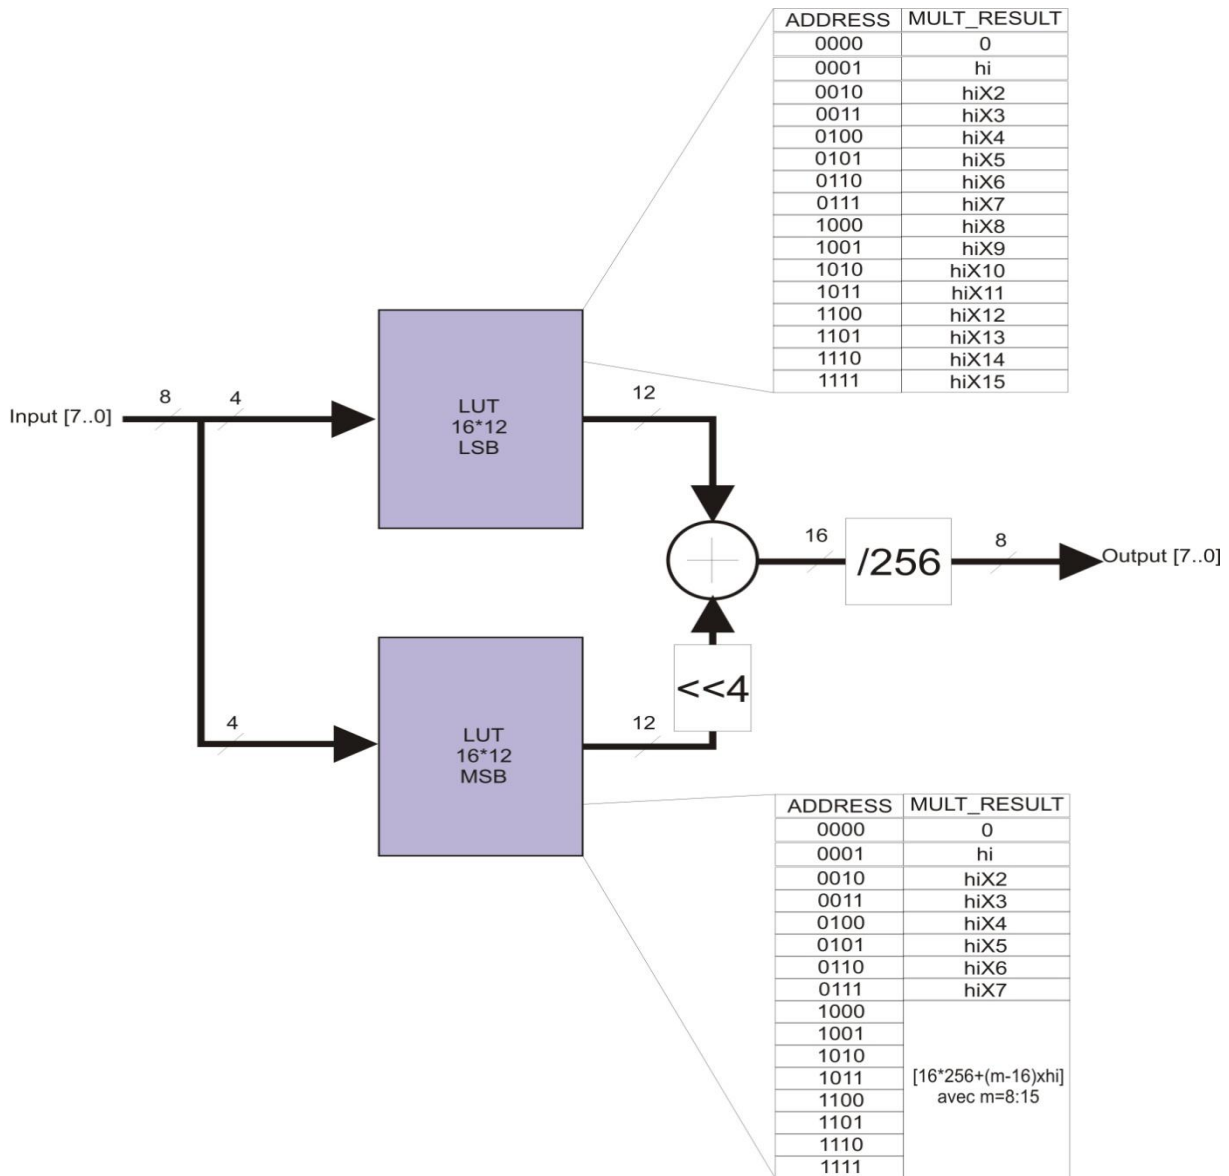 ADDRESS MULT_RESULT
0000 0
0001 hi
0010 hiX2
0011 hiX3
0100 hiX4
0101 hiX5
0110 hiX6
0111 hiX7
1000 hiX8
1001 hiX9
1010 hiX10
1011 hiX11
1100 hiX12
1101 hiX13
1110 hiX14
1111 hiX15
Input [7..0]
8
4
LUT
16*12
LSB
12
16
/256
8
Output [7..0]
<<4
4
LUT
16*12
MSB
12
ADDRESS MULT_RESULT
0000 0
0001 hi
0010 hiX2
0011 hiX3
0100 hiX4
0101 hiX5
0110 hiX6
0111 hiX7
1000
1001
1010
1011
1100
1101
1110
1111
[16*256+(m-16)xhi]
avec m=8:15